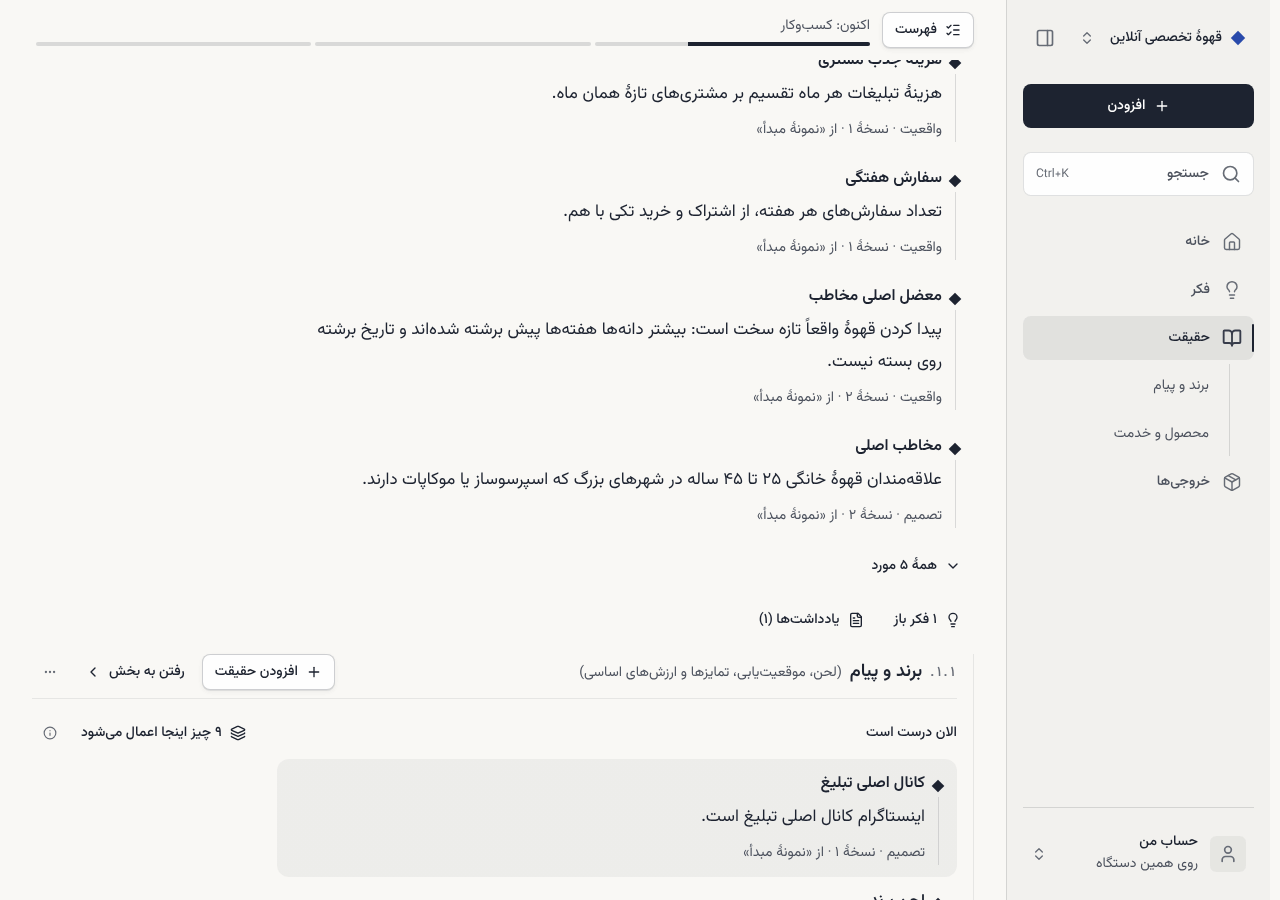 قهوهٔ تخصصی آنلاین
افزودن
جستجو
Ctrl+K
خانه
فکر
حقیقت
برند و پیام
محصول و خدمت
خروجی‌ها
حساب من
روی همین دستگاه
فهرست
اکنون: کسب‌وکار
هزینهٔ جذب مشتری
هزینهٔ تبلیغات هر ماه تقسیم بر مشتری‌های تازهٔ همان ماه.
واقعیت · نسخهٔ ۱ · از «نمونهٔ مبدأ»
سفارش هفتگی
تعداد سفارش‌های هر هفته، از اشتراک و خرید تکی با هم.
واقعیت · نسخهٔ ۱ · از «نمونهٔ مبدأ»
معضل اصلی مخاطب
پیدا کردن قهوهٔ واقعاً تازه سخت است: بیشتر دانه‌ها هفته‌ها پیش برشته شده‌اند و تاریخ برشته
روی بسته نیست.
واقعیت · نسخهٔ ۲ · از «نمونهٔ مبدأ»
مخاطب اصلی
علاقه‌مندان قهوهٔ خانگی ۲۵ تا ۴۵ ساله در شهرهای بزرگ که اسپرسوساز یا موکاپات دارند.
تصمیم · نسخهٔ ۲ · از «نمونهٔ مبدأ»
همهٔ ۵ مورد
۱ فکر باز
یادداشت‌ها (۱)
۱.۱. برند و پیام (لحن، موقعیت‌یابی، تمایزها و ارزش‌های اساسی)
افزودن حقیقت
رفتن به بخش
الان درست است
۹ چیز اینجا اعمال می‌شود
کانال اصلی تبلیغ
اینستاگرام کانال اصلی تبلیغ است.
تصمیم · نسخهٔ ۱ · از «نمونهٔ مبدأ»